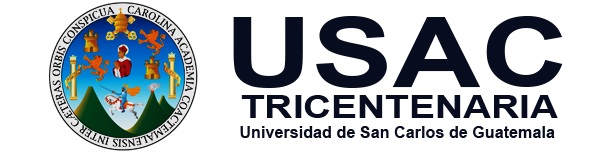 CAROLINA ACADEMIA COACTEMALENSIS INTER CÆTERAS ORBIS CONSPICUA
USAC
TRICENTENARIA
Universidad de San Carlos de Guatemala